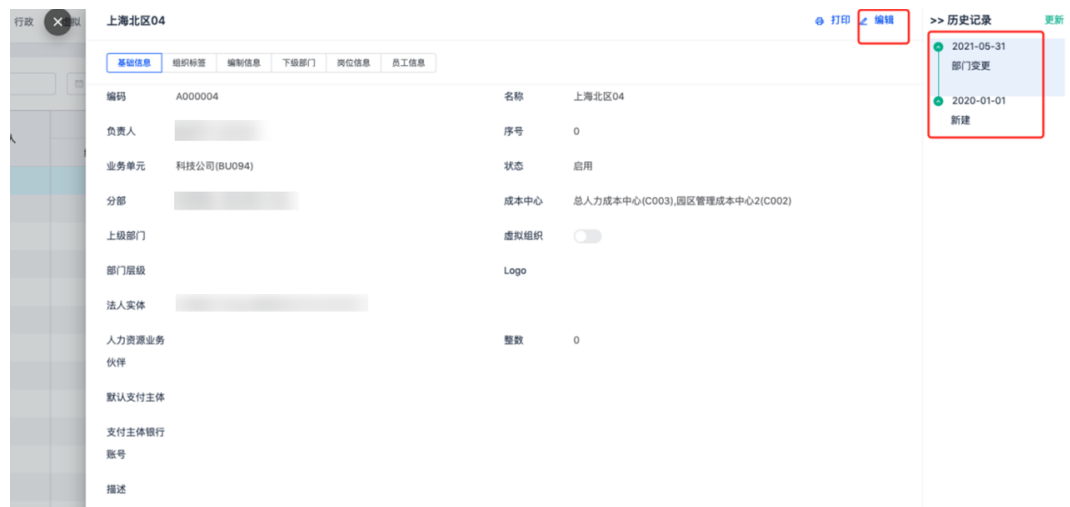 行政
上海北区04
打印
编辑
>> 历史记录
更新
2021-05-31
部门变更
2020-01-01
新建
基础信息
组织标签
编制信息
下级部门
岗位信息
员工信息
编码
A000004
名称
上海北区04
负责人
序号
0
业务单元
科技公司(BU094)
状态
启用
分部
成本中心
总人力成本中心(C003),园区管理成本中心2(C002)
上级部门
虚拟组织
部门层级
Logo
法人实体
人力资源业务
伙伴
整数
0
默认支付主体
支付主体银行
账号
描述